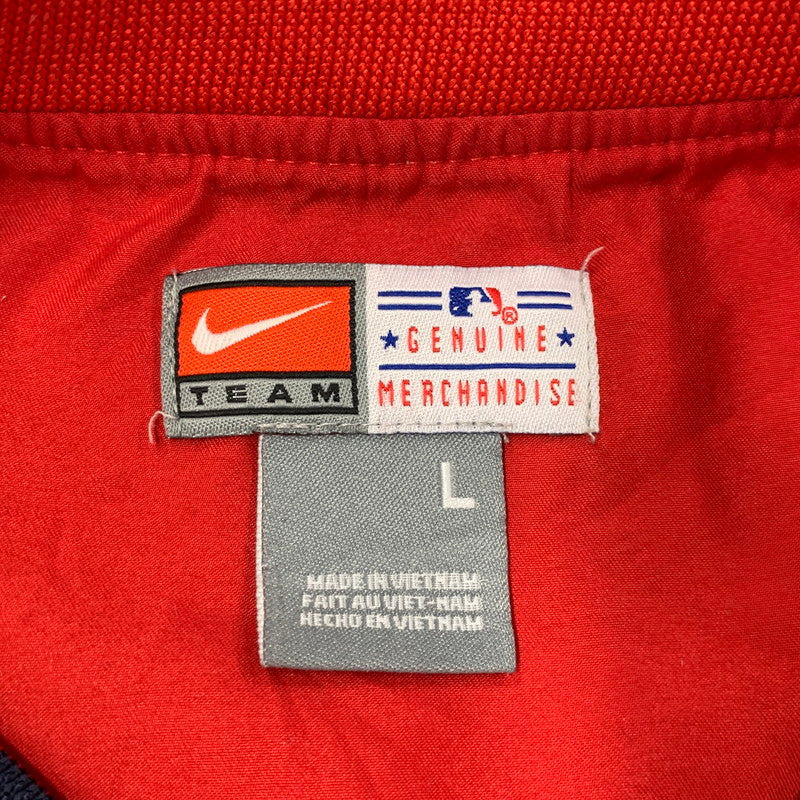 TEAM
®
★ GENUINE ★
MERCHANDISE
L
MADE IN VIETNAM
FAIT AU VIET-NAM
HECHO EN VIETNAM